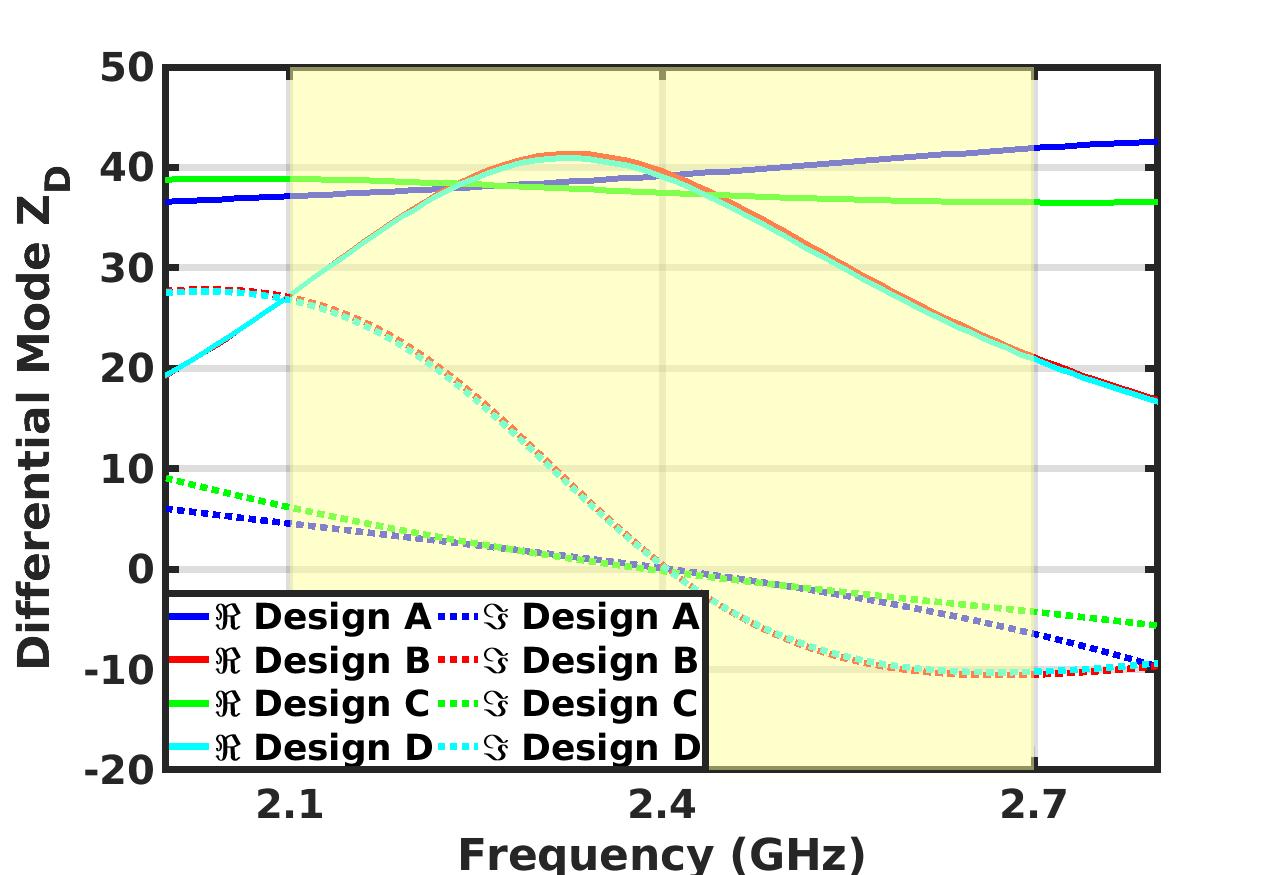 Differential Mode Z_D
50
40
30
20
10
0
-10
-20
ℜ Design A ℑ Design A
ℜ Design B ℑ Design B
ℜ Design C ℑ Design C
ℜ Design D ℑ Design D
2.1 2.4 2.7
Frequency (GHz)